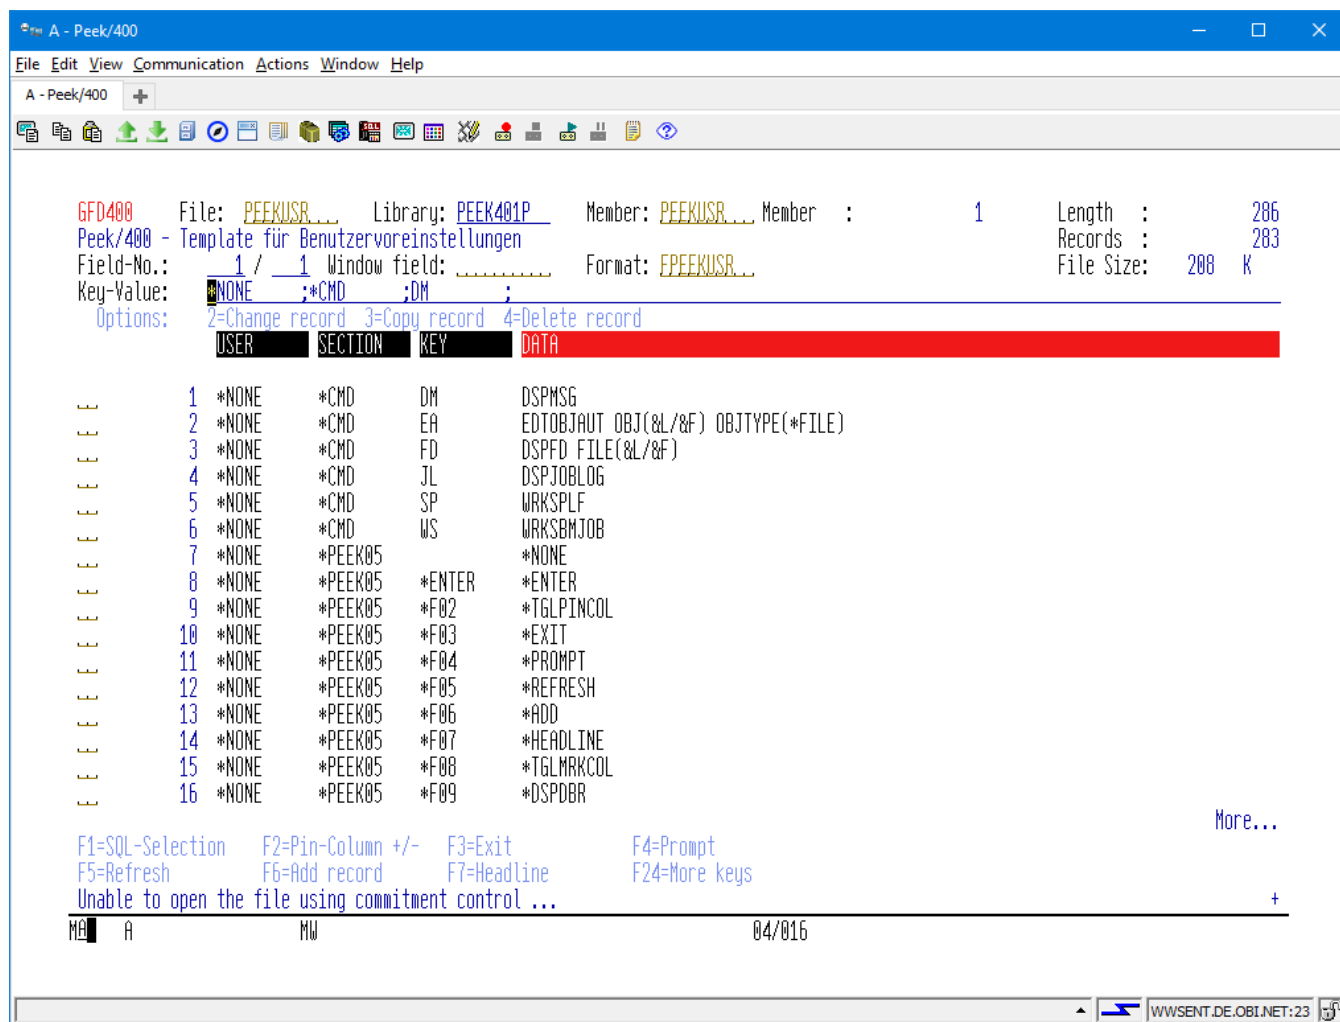 A - Peek/400
File Edit View Communication Actions Window Help
A - Peek/400
GFD400 File: PEEKUSR Library: PEEK401P Member: PEEKUSR Member : 1 Length : 286
Peek/400 - Template für Benutzervoreinstellungen Records : 283
Field-No.: 1 / 1 Window field: Format: FPEEKUSR File Size: 208 K
Key-Value: *NONE ;*CMD ;DM ;
Options: 2=Change record 3=Copy record 4=Delete record
USER SECTION KEY DATA
1 *NONE *CMD DM DSPMSG
2 *NONE *CMD EA EDTOBJAUT OBJ(&L/&F) OBJTYPE(*FILE)
3 *NONE *CMD FD DSPFD FILE(&L/&F)
4 *NONE *CMD JL DSPJOBLOG
5 *NONE *CMD SP WRKSPLF
6 *NONE *CMD WS WRKSBMJOB
7 *NONE *PEEK05 *NONE
8 *NONE *PEEK05 *ENTER *ENTER
9 *NONE *PEEK05 *F02 *TGLPINCOL
10 *NONE *PEEK05 *F03 *EXIT
11 *NONE *PEEK05 *F04 *PROMPT
12 *NONE *PEEK05 *F05 *REFRESH
13 *NONE *PEEK05 *F06 *ADD
14 *NONE *PEEK05 *F07 *HEADLINE
15 *NONE *PEEK05 *F08 *TGLMRKCOL
16 *NONE *PEEK05 *F09 *DSPDBR
More...
F1=SQL-Selection F2=Pin-Column +/- F3=Exit F4=Prompt
F5=Refresh F6=Add record F7=Headline F24=More keys
Unable to open the file using commitment control ... +
MA A MW 04/016
WWSENT.DE.OBI.NET:23